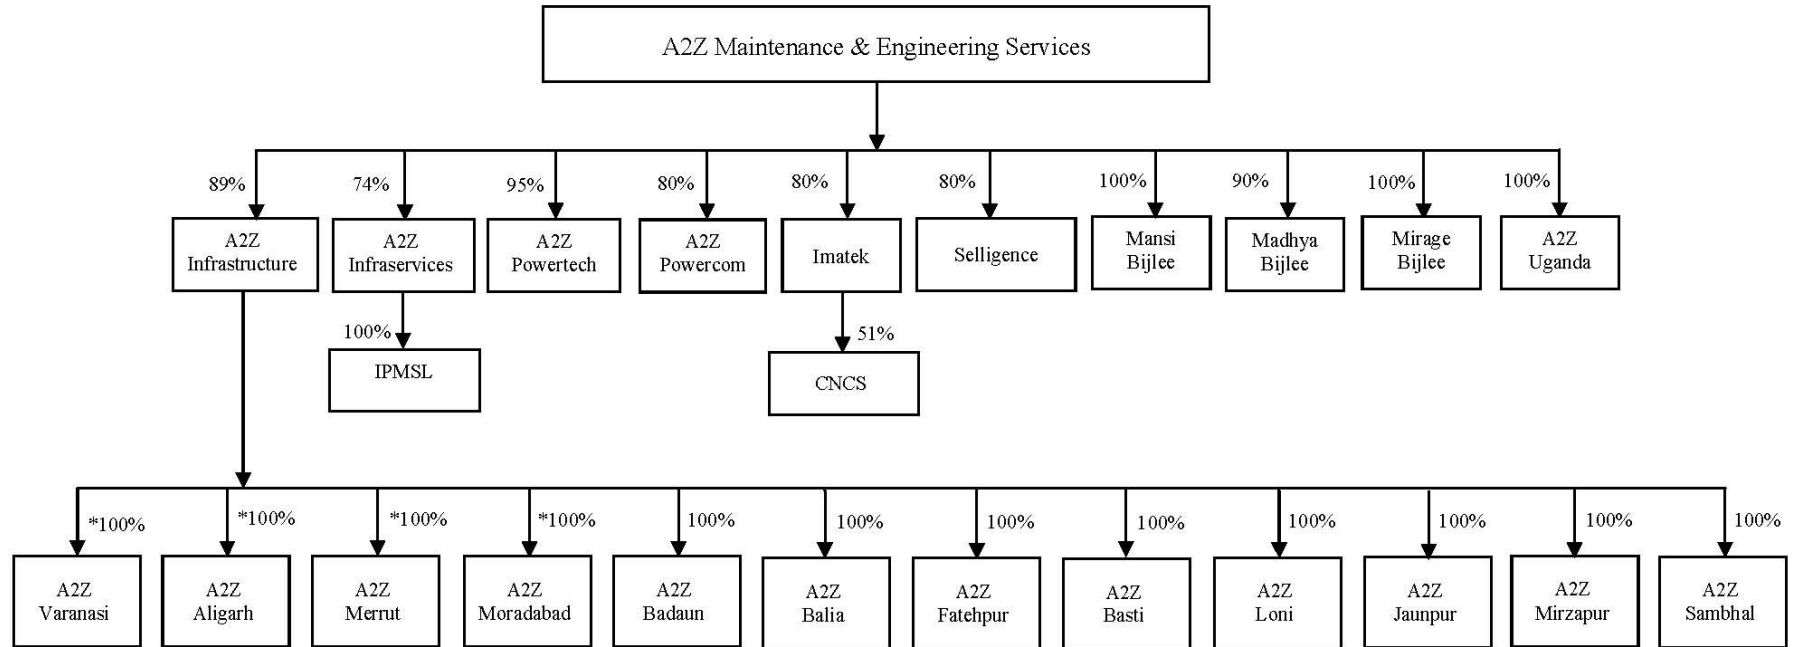 A2Z Maintenance & Engineering Services
89%
74%
95%
80%
80%
80%
100%
90%
100%
100%
A2Z
Infrastructure
A2Z
Infraservices
A2Z
Powertech
A2Z
Powercom
Imatek
Selligence
Mansi
Bijlee
Madhya
Bijlee
Mirage
Bijlee
A2Z
Uganda
100%
51%
IPMSL
CNCS
*100%
*100%
*100%
*100%
100%
100%
100%
100%
100%
100%
100%
100%
A2Z
Varanasi
A2Z
Aligarh
A2Z
Merrut
A2Z
Moradabad
A2Z
Badaun
A2Z
Balia
A2Z
Fatehpur
A2Z
Basti
A2Z
Loni
A2Z
Jaunpur
A2Z
Mirzapur
A2Z
Sambhal